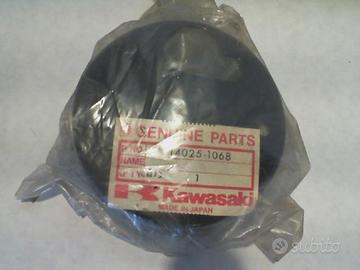 GENUINE PARTS
14025-1068
NAME
1
Kawasaki
MADE IN JAPAN
subito